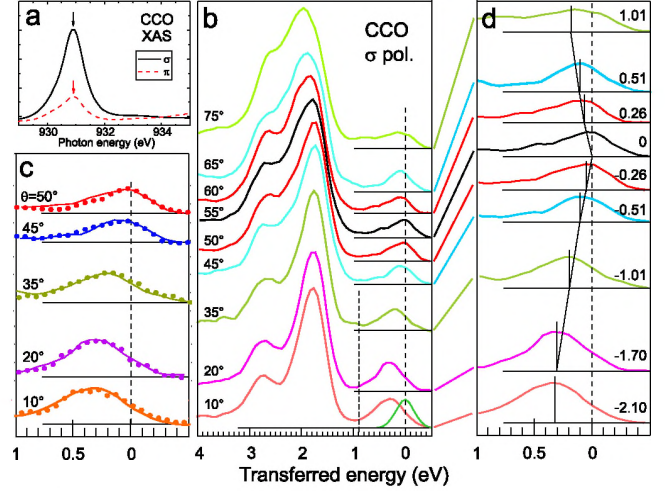 a
CCO
XAS
σ
π
930
932
934
Photon energy (eV)
c
θ=50°
45°
35°
20°
10°
1
0.5
0
b
CCO
σ pol.
75°
65°
60°
55°
50°
45°
35°
20°
10°
4
3
2
1
0
Transferred energy (eV)
d
1.01
0.51
0.26
0
-0.26
-0.51
-1.01
-1.70
-2.10
1
0.5
0